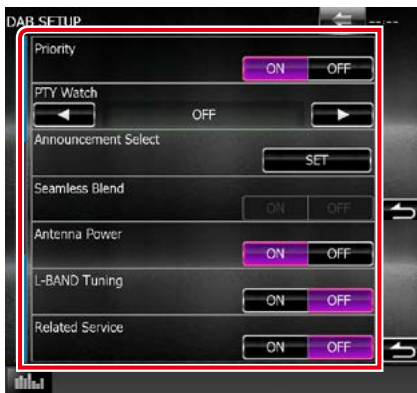 DAB SETUP --:--
Priority
ON OFF
PTY Watch
OFF
Announcement Select
SET
Seamless Blend
ON OFF
Antenna Power
ON OFF
L-BAND Tuning
ON OFF
Related Service
ON OFF